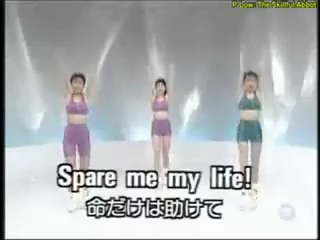 P-Low: The Skillful Abbot
Spare me my life!
命だけは助けて